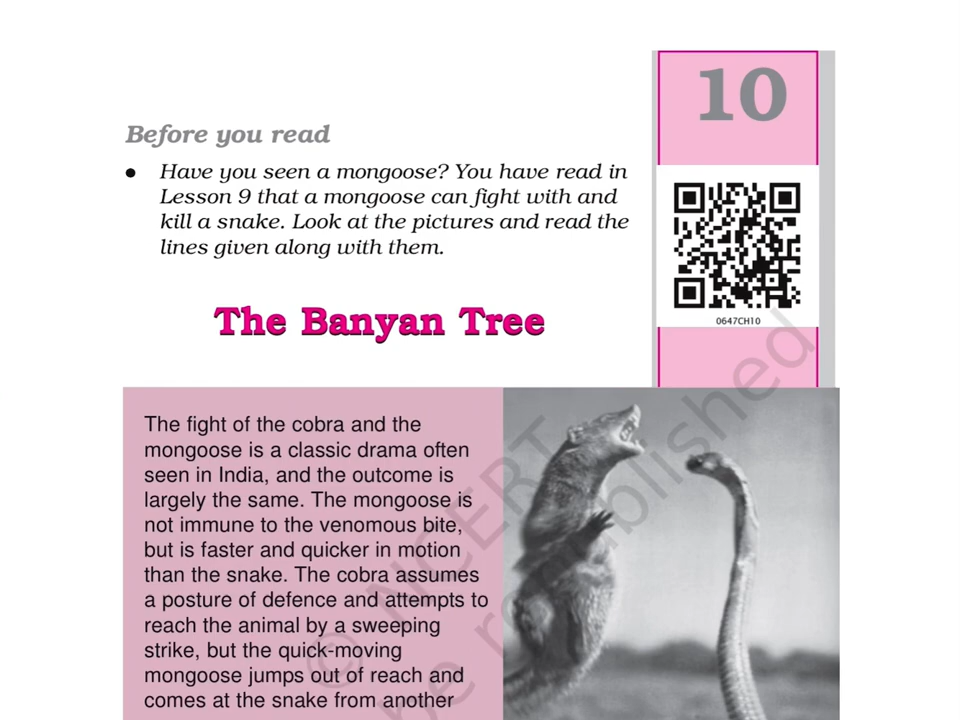 10
Before you read
• Have you seen a mongoose? You have read in
Lesson 9 that a mongoose can fight with and
kill a snake. Look at the pictures and read the
lines given along with them.
0647CH10
The Banyan Tree
The fight of the cobra and the
mongoose is a classic drama often
seen in India, and the outcome is
largely the same. The mongoose is
not immune to the venomous bite,
but is faster and quicker in motion
than the snake. The cobra assumes
a posture of defence and attempts to
reach the animal by a sweeping
strike, but the quick-moving
mongoose jumps out of reach and
comes at the snake from another
© NCERT
be republished